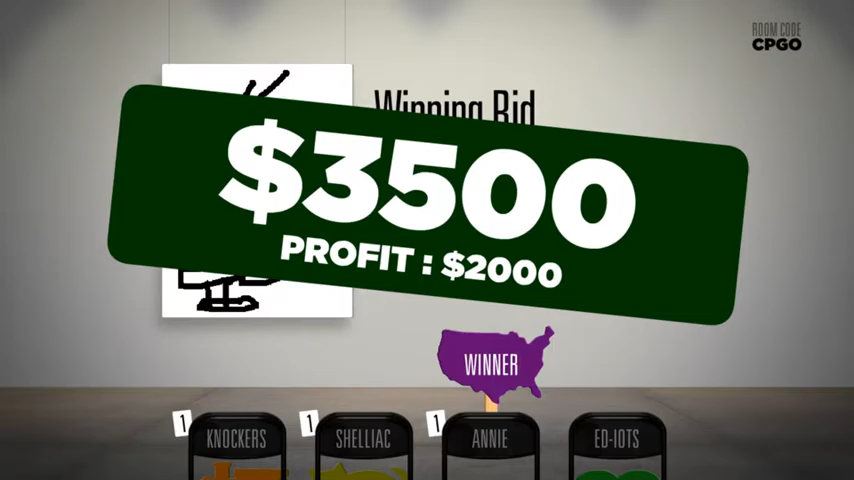 ROOM CODE
CPGO
Winning Bid
$3500
PROFIT : $2000
WINNER
1 KNOCKERS
1 SHELLIAC
1 ANNIE
ED-IOTS